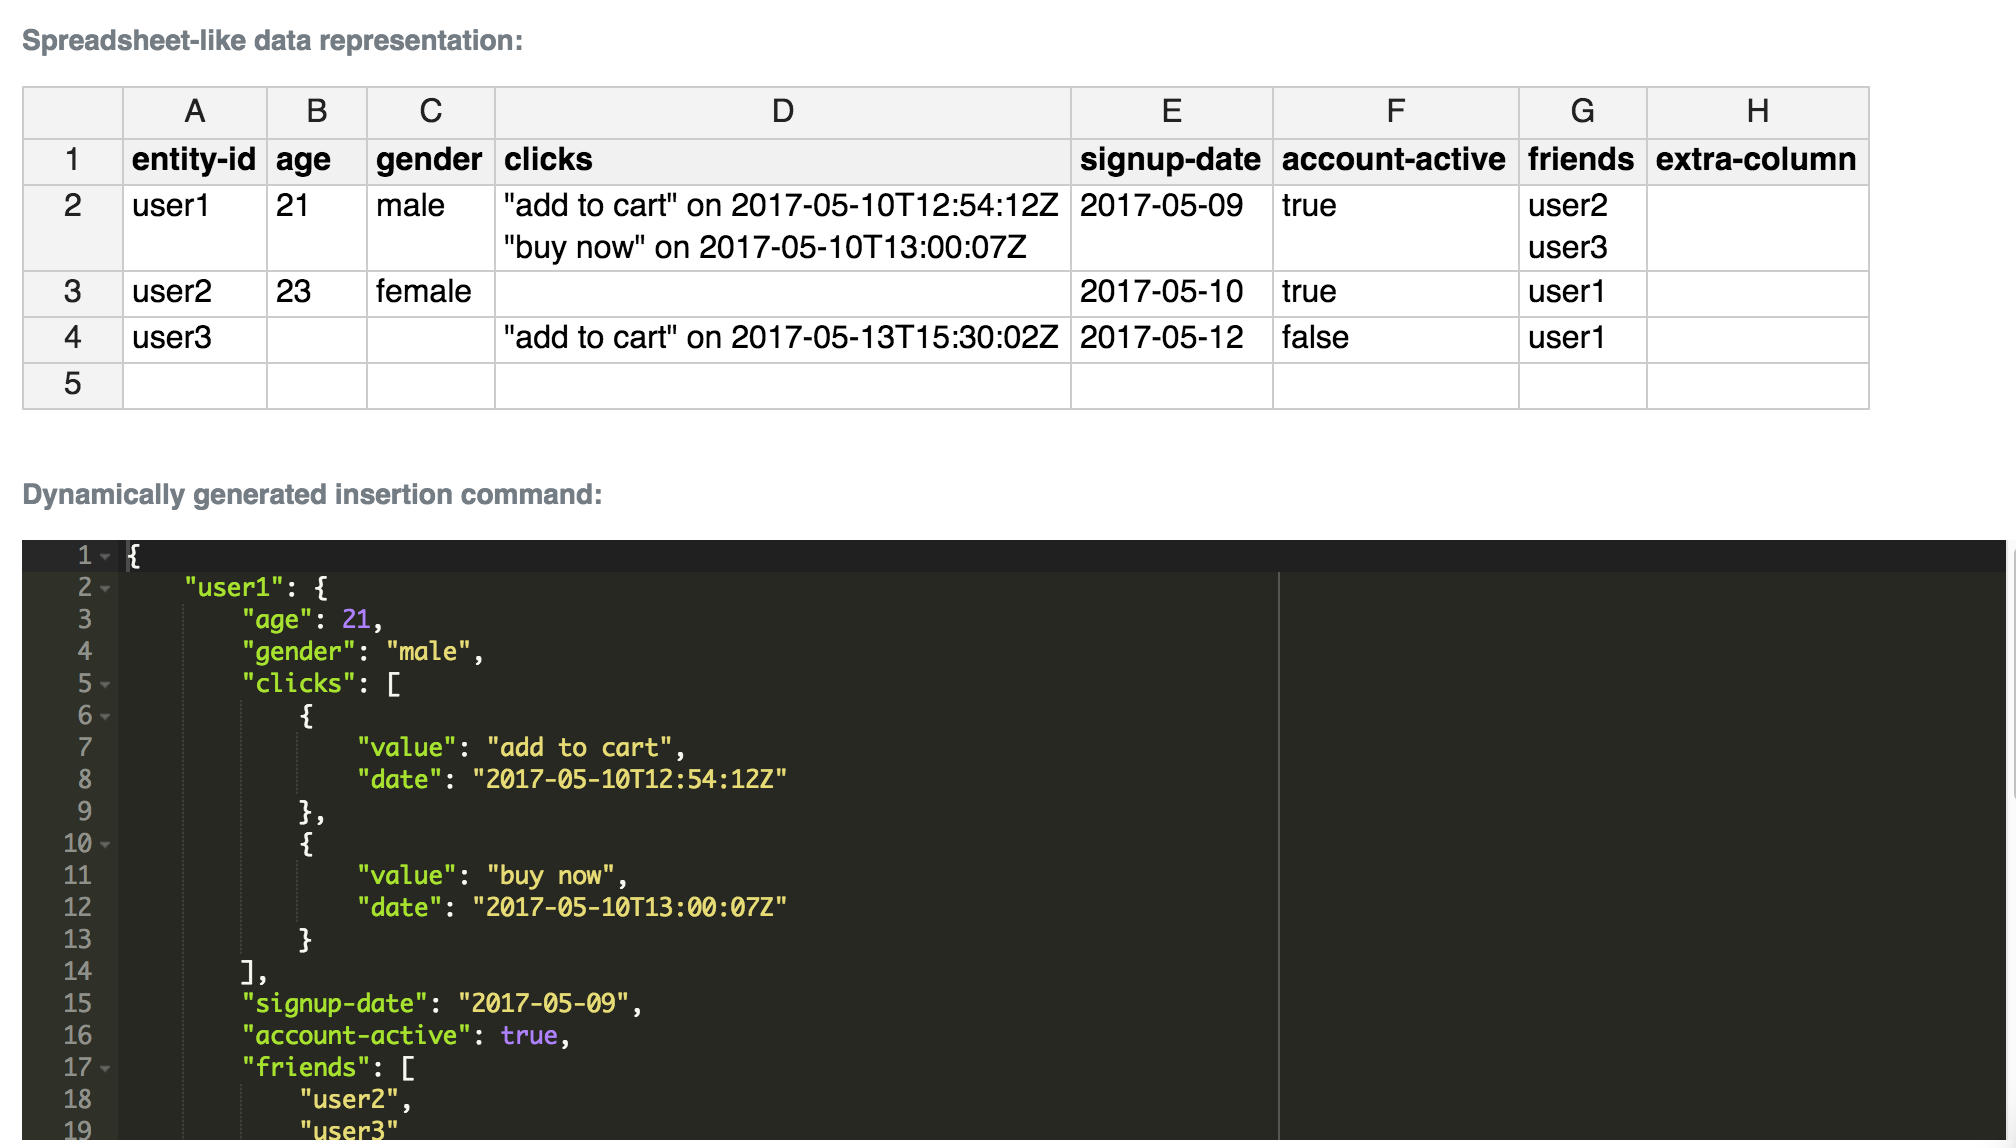 Spreadsheet-like data representation:
A B C D E F G H
1 entity-id age gender clicks signup-date account-active friends extra-column
2 user1 21 male "add to cart" on 2017-05-10T12:54:12Z 2017-05-09 true user2
"buy now" on 2017-05-10T13:00:07Z user3
3 user2 23 female 2017-05-10 true user1
4 user3 "add to cart" on 2017-05-13T15:30:02Z 2017-05-12 false user1
5
Dynamically generated insertion command:
1 {
2 "user1": {
3 "age": 21,
4 "gender": "male",
5 "clicks": [
6 {
7 "value": "add to cart",
8 "date": "2017-05-10T12:54:12Z"
9 },
10 {
11 "value": "buy now",
12 "date": "2017-05-10T13:00:07Z"
13 }
14 ],
15 "signup-date": "2017-05-09",
16 "account-active": true,
17 "friends": [
18 "user2",
19 "user3"